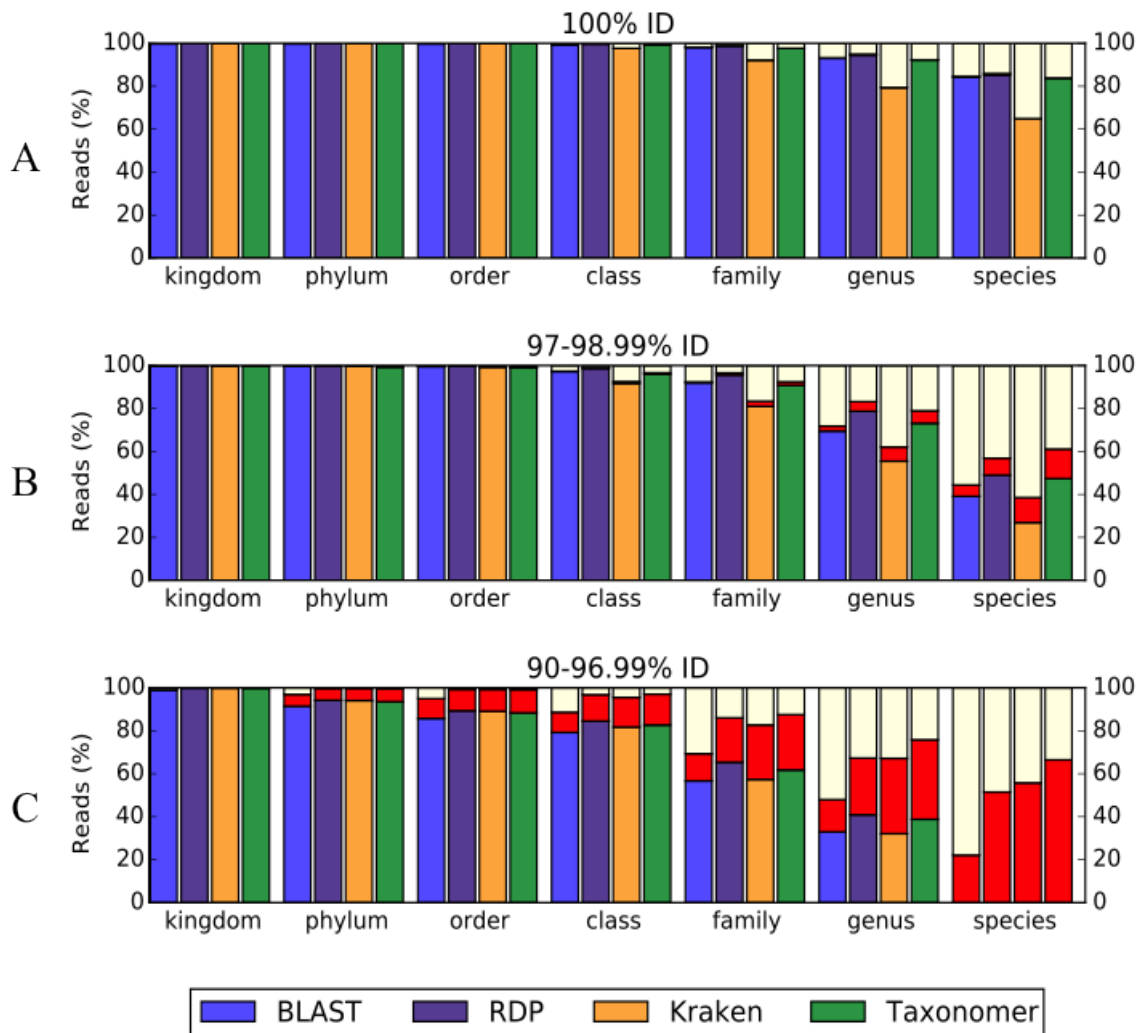 100% ID
A
Reads (%)
100 80 60 40 20 0
100 80 60 40 20 0
kingdom phylum order class family genus species
97-98.99% ID
B
Reads (%)
100 80 60 40 20 0
100 80 60 40 20 0
kingdom phylum order class family genus species
90-96.99% ID
C
Reads (%)
100 80 60 40 20 0
100 80 60 40 20 0
kingdom phylum order class family genus species
BLAST RDP Kraken Taxonomer